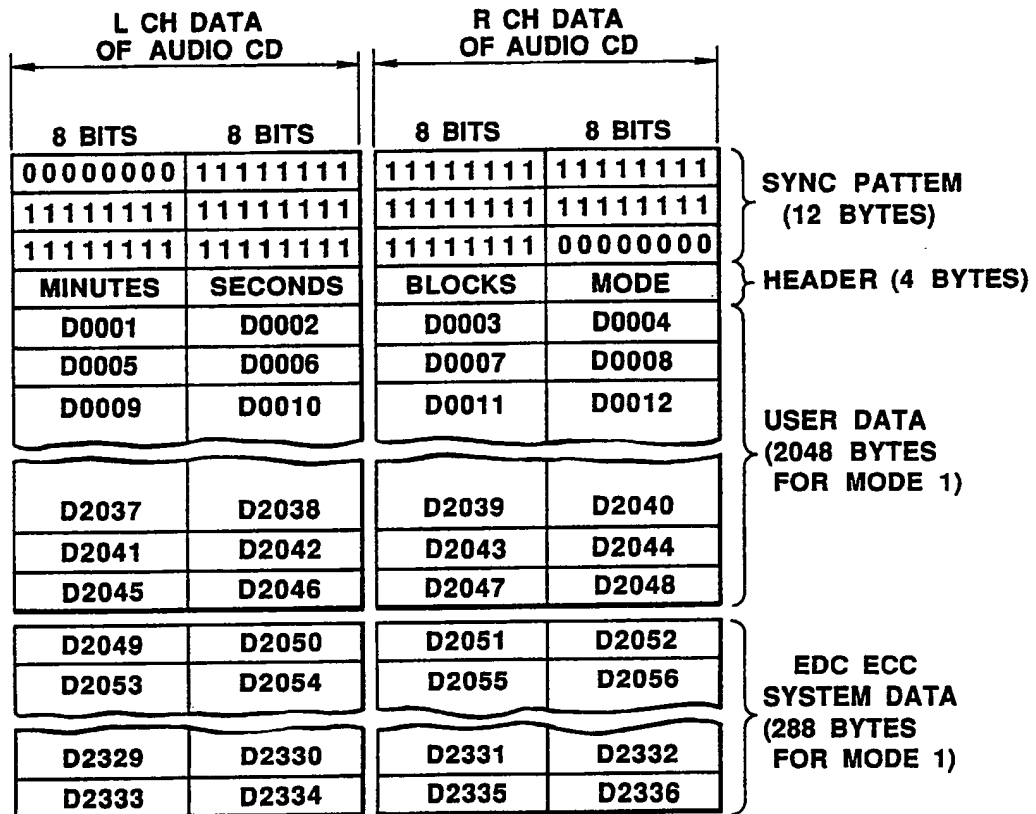 L CH DATA
OF AUDIO CD
R CH DATA
OF AUDIO CD
8 BITS 8 BITS 8 BITS 8 BITS
00000000 11111111 11111111 11111111
11111111 11111111 11111111 11111111
11111111 11111111 11111111 00000000
SYNC PATTEM
(12 BYTES)
MINUTES SECONDS BLOCKS MODE
HEADER (4 BYTES)
D0001 D0002 D0003 D0004
D0005 D0006 D0007 D0008
D0009 D0010 D0011 D0012
D2037 D2038 D2039 D2040
D2041 D2042 D2043 D2044
D2045 D2046 D2047 D2048
USER DATA
(2048 BYTES
FOR MODE 1)
D2049 D2050 D2051 D2052
D2053 D2054 D2055 D2056
D2329 D2330 D2331 D2332
D2333 D2334 D2335 D2336
EDC ECC
SYSTEM DATA
(288 BYTES
FOR MODE 1)